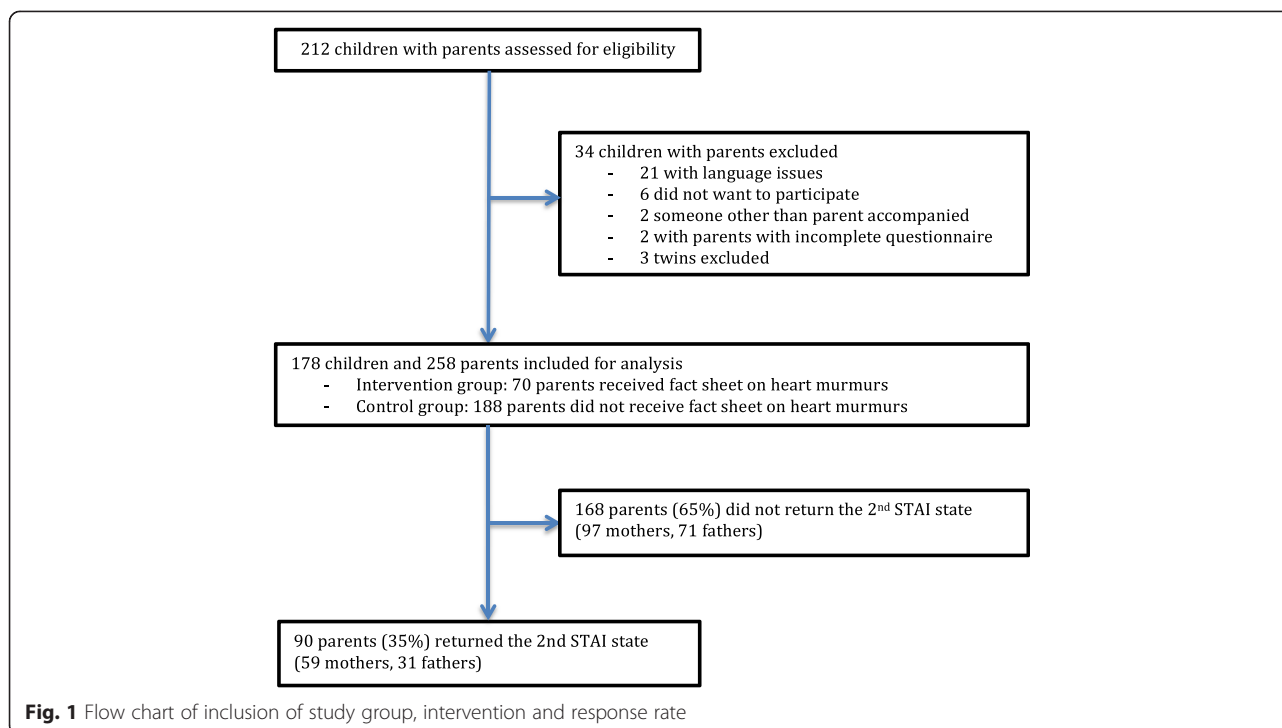 212 children with parents assessed for eligibility
34 children with parents excluded
- 21 with language issues
- 6 did not want to participate
- 2 someone other than parent accompanied
- 2 with parents with incomplete questionnaire
- 3 twins excluded
178 children and 258 parents included for analysis
- Intervention group: 70 parents received fact sheet on heart murmurs
- Control group: 188 parents did not receive fact sheet on heart murmurs
168 parents (65%) did not return the 2nd STAI state
(97 mothers, 71 fathers)
90 parents (35%) returned the 2nd STAI state
(59 mothers, 31 fathers)
Fig. 1 Flow chart of inclusion of study group, intervention and response rate